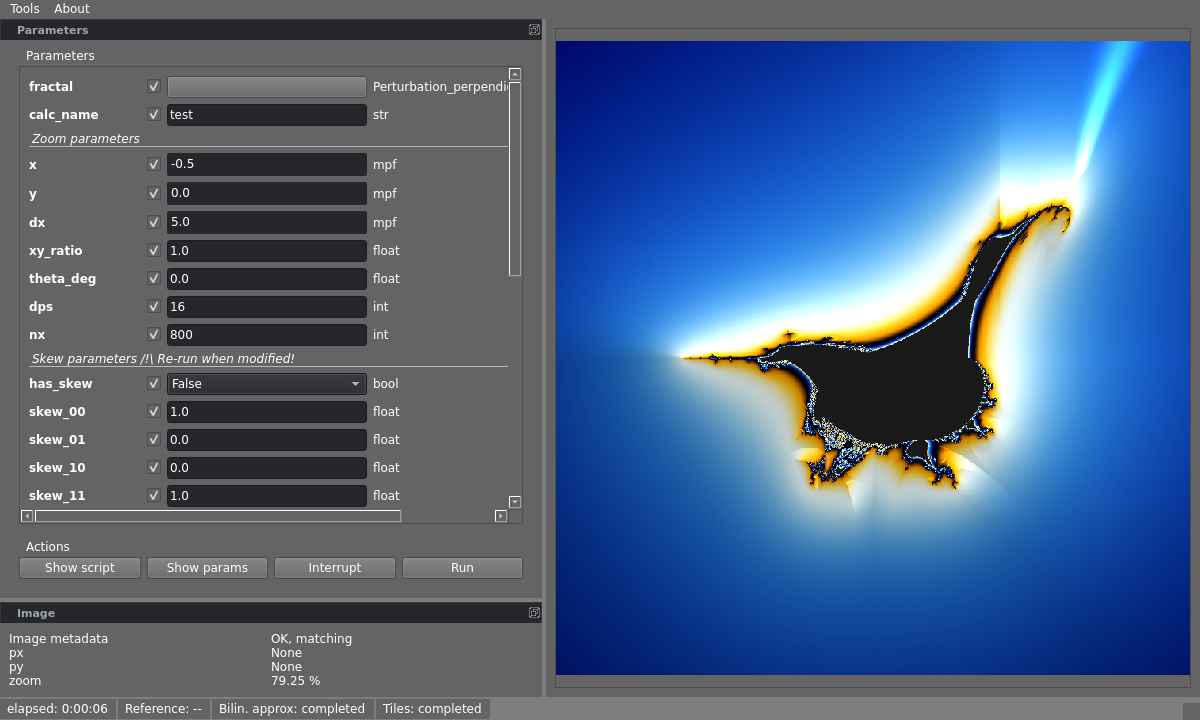 Tools About
Parameters
Parameters
fractal Perturbation_perpendi
calc_name test str
Zoom parameters
x -0.5 mpf
y 0.0 mpf
dx 5.0 mpf
xy_ratio 1.0 float
theta_deg 0.0 float
dps 16 int
nx 800 int
Skew parameters /!\ Re-run when modified!
has_skew False bool
skew_00 1.0 float
skew_01 0.0 float
skew_10 0.0 float
skew_11 1.0 float
Actions
Show script Show params Interrupt Run
Image
Image metadata OK, matching
px None
py None
zoom 79.25 %
elapsed: 0:00:06 Reference: -- Bilin. approx: completed Tiles: completed